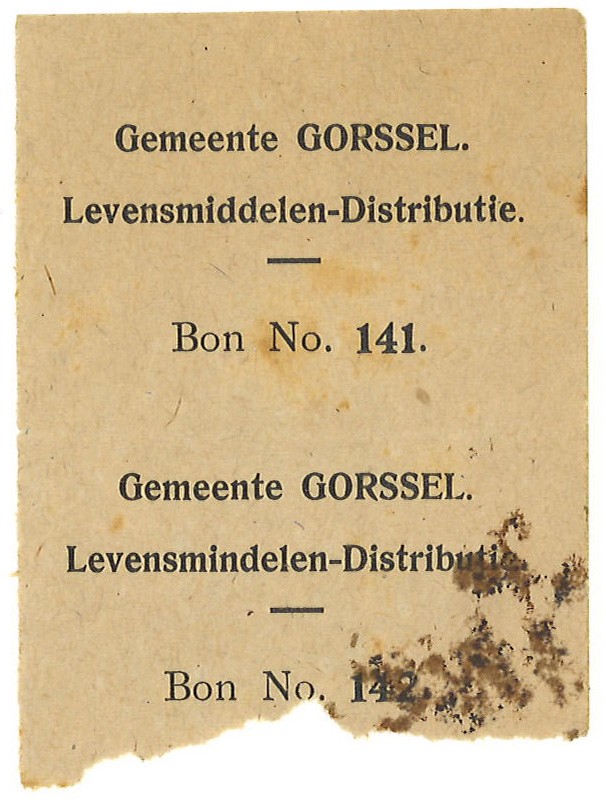 Gemeente GORSSEL.
Levensmiddelen-Distributie.
Bon No. 141.
Gemeente GORSSEL.
Levensmindelen-Distributie.
Bon No. 142.